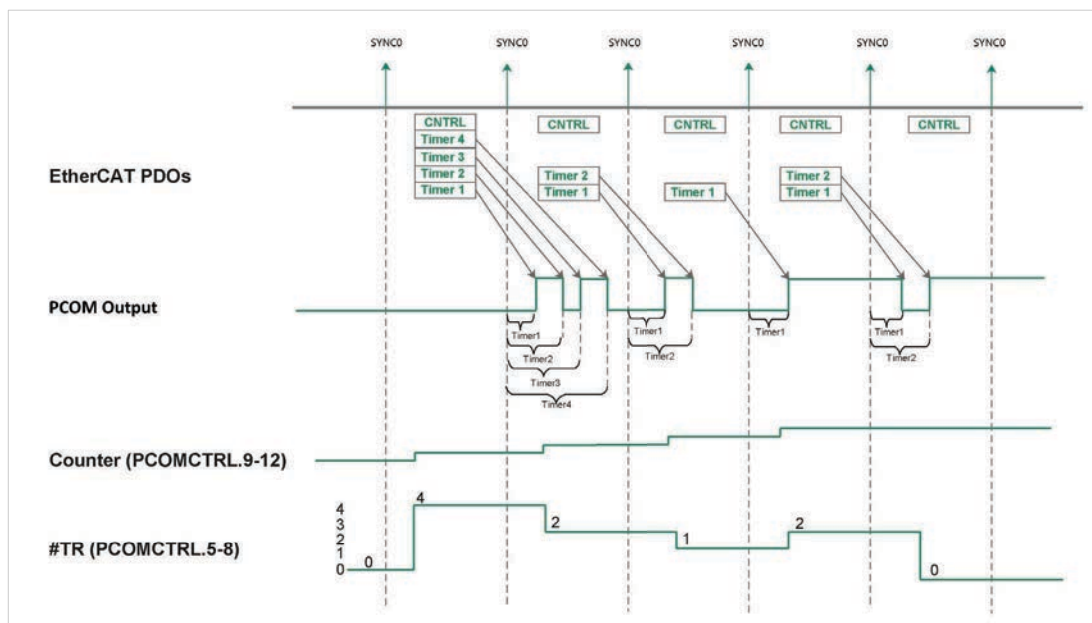 SYNC0 SYNC0 SYNC0 SYNC0 SYNC0 SYNC0
CNTRL CNTRL CNTRL CNTRL CNTRL
Timer 4
Timer 3
EtherCAT PDOs Timer 2 Timer 2 Timer 2
Timer 1 Timer 1 Timer 1 Timer 1
PCOM Output
Timer1 Timer1 Timer1 Timer1
Timer2 Timer2 Timer2
Timer3
Timer4
Counter (PCOMCTRL.9-12)
4 4
3 2 2
2
#TR (PCOMCTRL.5-8) 1 0 1
0 0